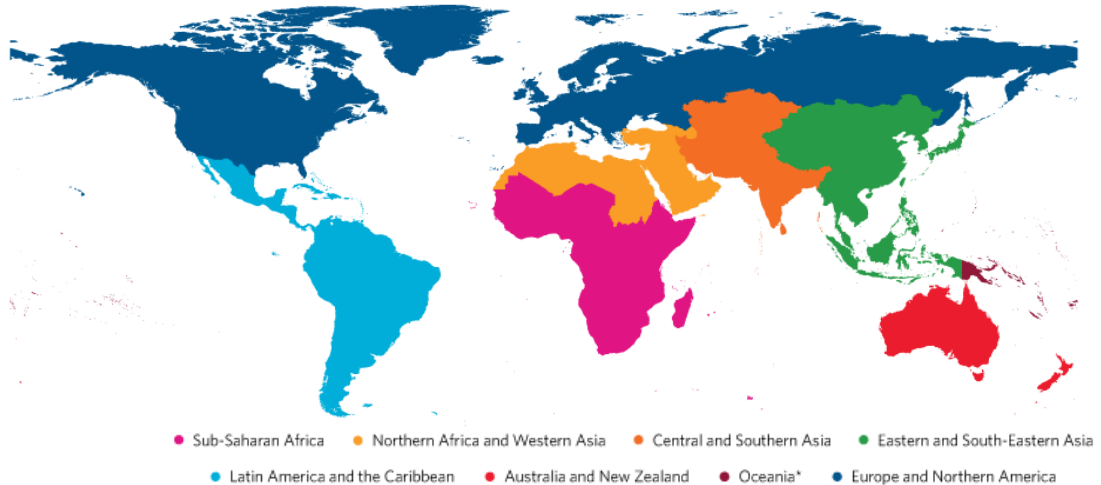 Sub-Saharan Africa Northern Africa and Western Asia Central and Southern Asia Eastern and South-Eastern Asia
Latin America and the Caribbean Australia and New Zealand Oceania* Europe and Northern America